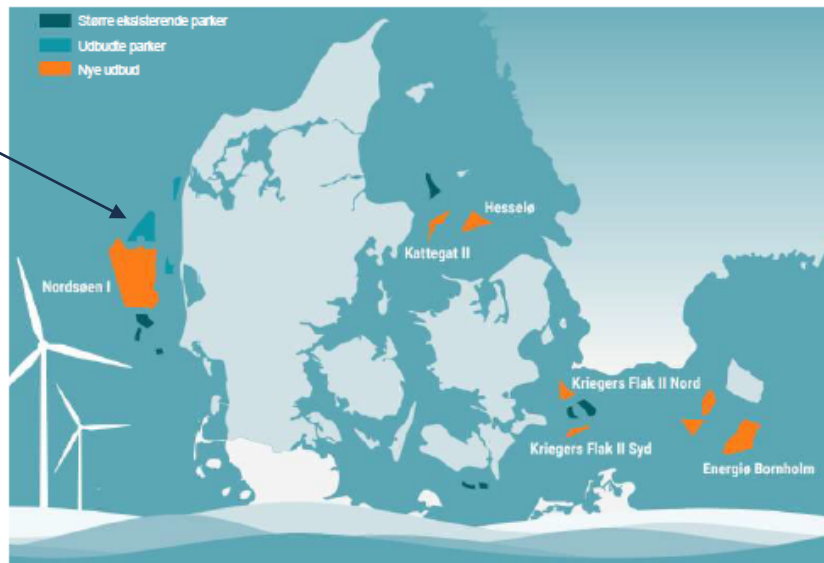 Større eksisterende parker
Udbudte parker
Nye udbud
Hesselø
Kattegat II
Nordsøen I
Kriegers Flak II Nord
Kriegers Flak II Syd
Energiø Bornholm